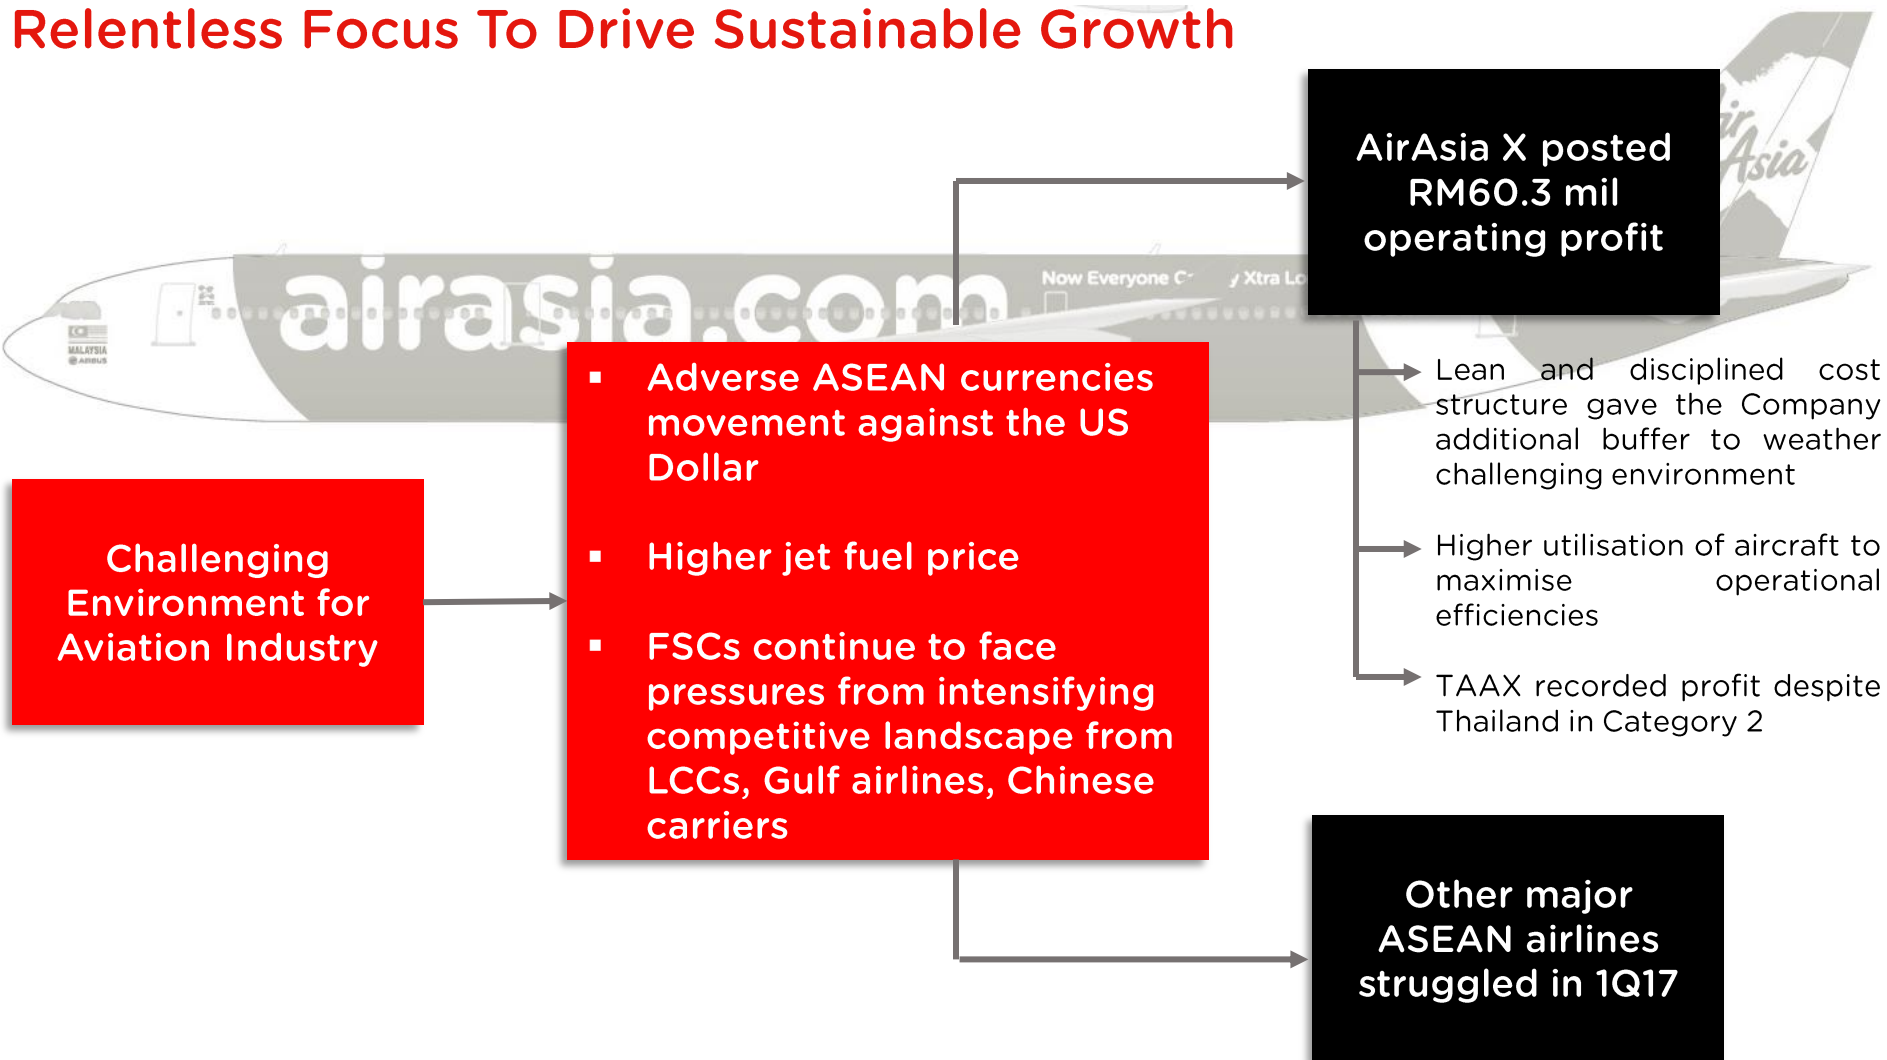 Relentless Focus To Drive Sustainable Growth
AirAsia X posted
RM60.3 mil
operating profit
Air
Asia
airasia.com
Now Everyone
Xtra
MALAYSIA
AIRBUS
Adverse ASEAN currencies
movement against the US
Dollar
Higher jet fuel price
FSCs continue to face
pressures from intensifying
competitive landscape from
LCCs, Gulf airlines, Chinese
carriers
Challenging
Environment for
Aviation Industry
Lean and disciplined cost
structure gave the Company
additional buffer to weather
challenging environment
Higher utilisation of aircraft to
maximise operational
efficiencies
TAAX recorded profit despite
Thailand in Category 2
Other major
ASEAN airlines
struggled in 1Q17